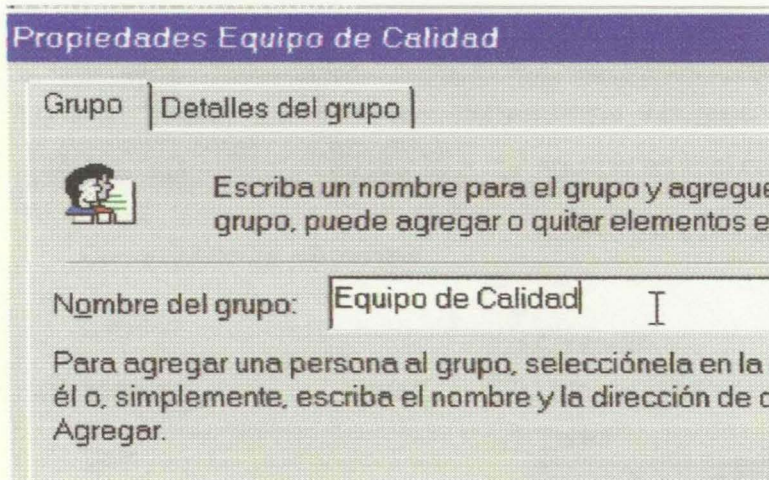 Propiedades Equipo de Calidad
Grupo
Detalles del grupo
Escriba un nombre para el grupo y agregue
grupo, puede agregar o quitar elementos e
Nombre del grupo:
Equipo de Calidad
Para agregar una persona al grupo, selecciónela en la
él o, simplemente, escriba el nombre y la dirección de c
Agregar.